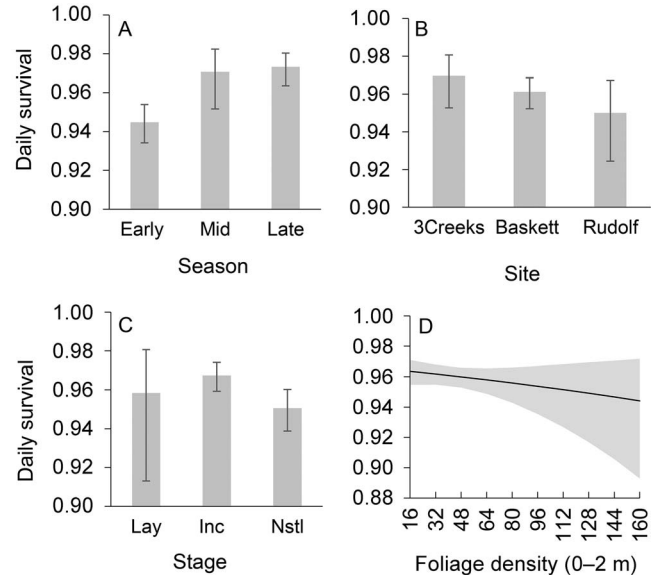 A
Daily survival
1.00
0.98
0.96
0.94
0.92
0.90
Early Mid Late
Season
B
1.00
0.98
0.96
0.94
0.92
0.90
3Creeks Baskett Rudolf
Site
C
Daily survival
1.00
0.98
0.96
0.94
0.92
0.90
Lay Inc Nstl
Stage
D
1.00
0.98
0.96
0.94
0.92
0.90
0.88
16 32 48 64 80 96 112 128 144 160
Foliage density (0–2 m)